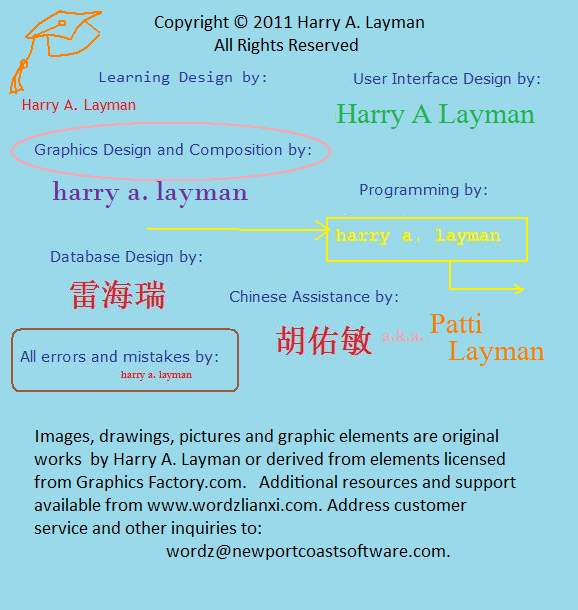 Copyright © 2011 Harry A. Layman
All Rights Reserved
Learning Design by:
Harry A. Layman
User Interface Design by:
Harry A Layman
Graphics Design and Composition by:
harry a. layman
Programming by:
harry a. layman
Database Design by:
雷海瑞
Chinese Assistance by:
胡佑敏 a.k.a. Patti
Layman
All errors and mistakes by:
harry a. layman
Images, drawings, pictures and graphic elements are original
works by Harry A. Layman or derived from elements licensed
from Graphics Factory.com. Additional resources and support
available from www.wordzlianxi.com. Address customer
service and other inquiries to:
wordz@newportcoastsoftware.com.